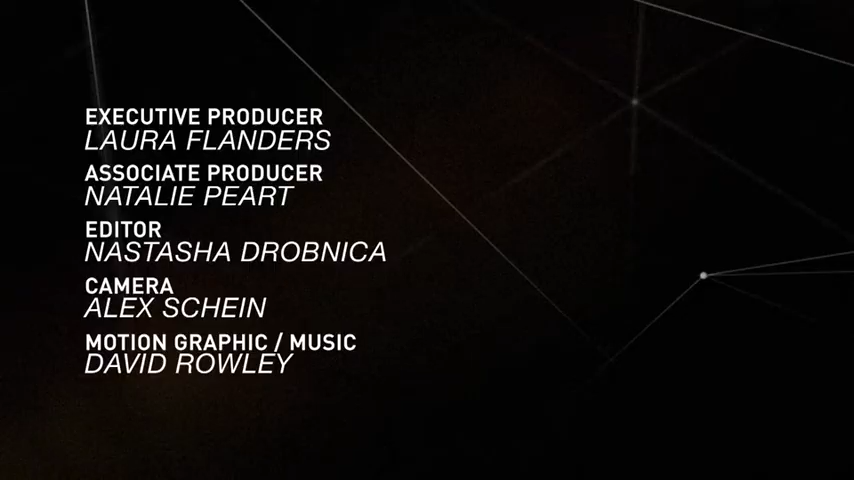 EXECUTIVE PRODUCER
LAURA FLANDERS
ASSOCIATE PRODUCER
NATALIE PEART
EDITOR
NASTASHA DROBNICA
CAMERA
ALEX SCHEIN
MOTION GRAPHIC / MUSIC
DAVID ROWLEY